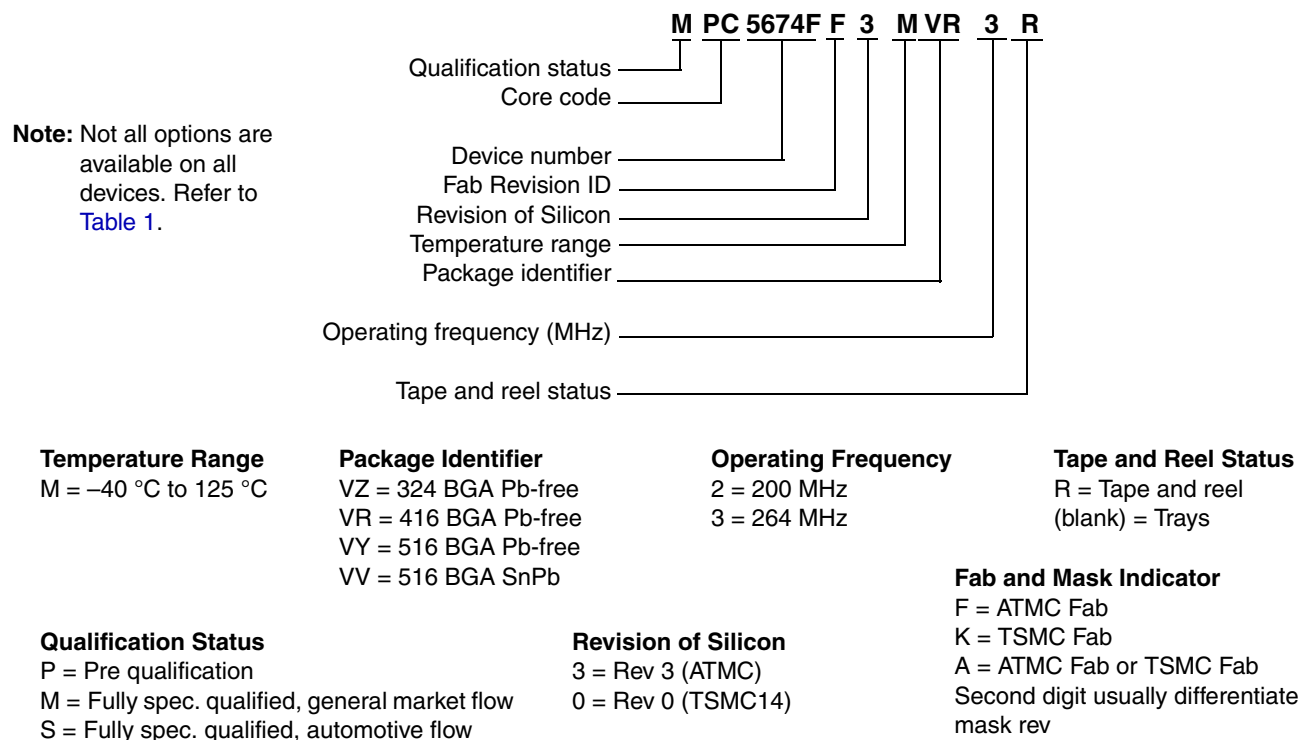 M PC 5674F F 3 M VR 3 R
Qualification status
Core code
Note: Not all options are
available on all
devices. Refer to
Table 1.
Device number
Fab Revision ID
Revision of Silicon
Temperature range
Package identifier
Operating frequency (MHz)
Tape and reel status
Temperature Range
M = –40 °C to 125 °C
Package Identifier
VZ = 324 BGA Pb-free
VR = 416 BGA Pb-free
VY = 516 BGA Pb-free
VV = 516 BGA SnPb
Operating Frequency
2 = 200 MHz
3 = 264 MHz
Tape and Reel Status
R = Tape and reel
(blank) = Trays
Fab and Mask Indicator
F = ATMC Fab
K = TSMC Fab
A = ATMC Fab or TSMC Fab
Second digit usually differentiate
mask rev
Qualification Status
P = Pre qualification
M = Fully spec. qualified, general market flow
S = Fully spec. qualified, automotive flow
Revision of Silicon
3 = Rev 3 (ATMC)
0 = Rev 0 (TSMC14)